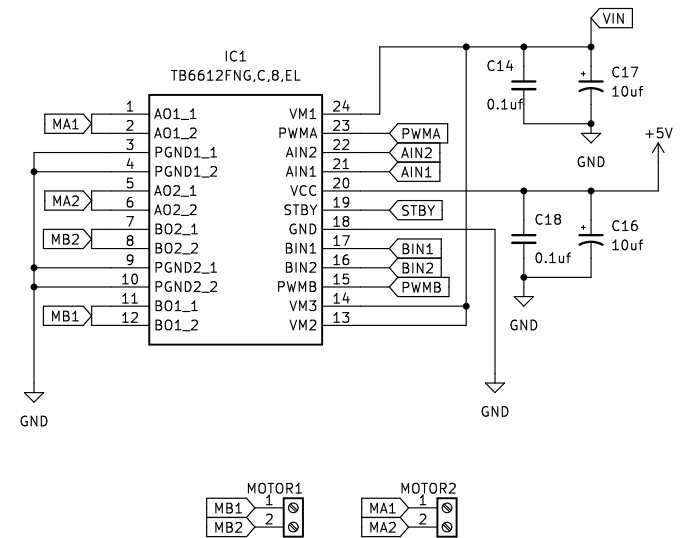 VIN
IC1
TB6612FNG,C,8,EL
C14
0.1uf
+
C17
10uf
GND
+5V
MA1
1 AO1_1
2 AO1_2
3 PGND1_1
4 PGND1_2
MA2
5 AO2_1
6 AO2_2
MB2
7 BO2_1
8 BO2_2
9 PGND2_1
10 PGND2_2
MB1
11 BO1_1
12 BO1_2
VM1 24
PWMA 23 PWMA
AIN2 22 AIN2
AIN1 21 AIN1
VCC 20
STBY 19 STBY
GND 18
BIN1 17 BIN1
BIN2 16 BIN2
PWMB 15 PWMB
VM3 14
VM2 13
C18
0.1uf
+
C16
10uf
GND
GND
GND
MOTOR1
MB1 1
MB2 2
MOTOR2
MA1 1
MA2 2